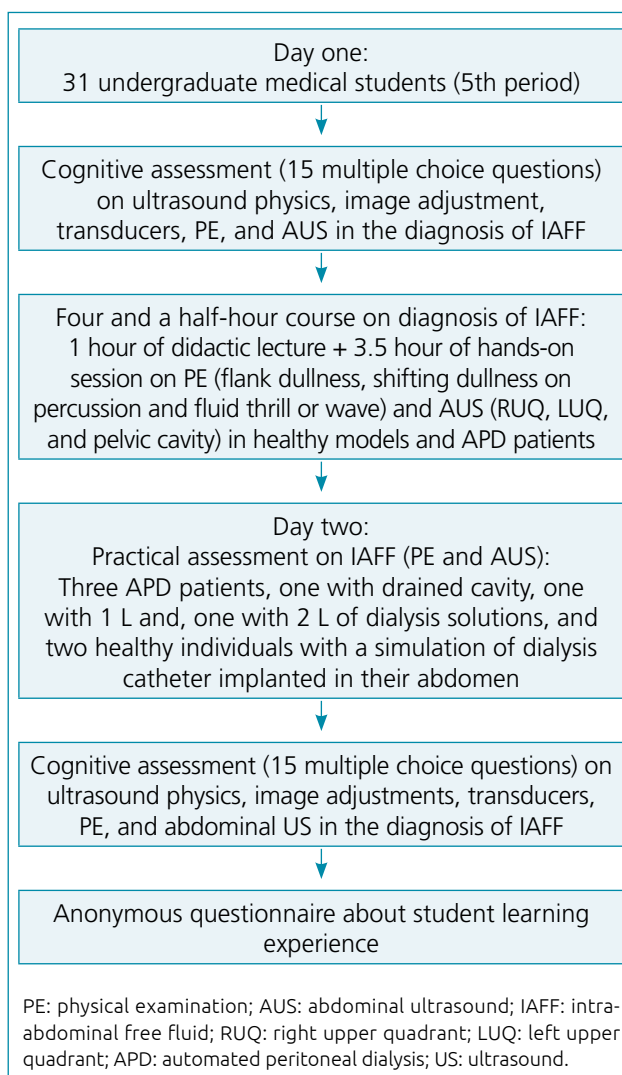 Day one:
31 undergraduate medical students (5th period)
Cognitive assessment (15 multiple choice questions)
on ultrasound physics, image adjustment,
transducers, PE, and AUS in the diagnosis of IAFF
Four and a half-hour course on diagnosis of IAFF:
1 hour of didactic lecture + 3.5 hour of hands-on
session on PE (flank dullness, shifting dullness on
percussion and fluid thrill or wave) and AUS (RUQ, LUQ,
and pelvic cavity) in healthy models and APD patients
Day two:
Practical assessment on IAFF (PE and AUS):
Three APD patients, one with drained cavity, one
with 1 L and, one with 2 L of dialysis solutions, and
two healthy individuals with a simulation of dialysis
catheter implanted in their abdomen
Cognitive assessment (15 multiple choice questions) on
ultrasound physics, image adjustments, transducers,
PE, and abdominal US in the diagnosis of IAFF
Anonymous questionnaire about student learning
experience
PE: physical examination; AUS: abdominal ultrasound; IAFF: intra-
abdominal free fluid; RUQ: right upper quadrant; LUQ: left upper
quadrant; APD: automated peritoneal dialysis; US: ultrasound.